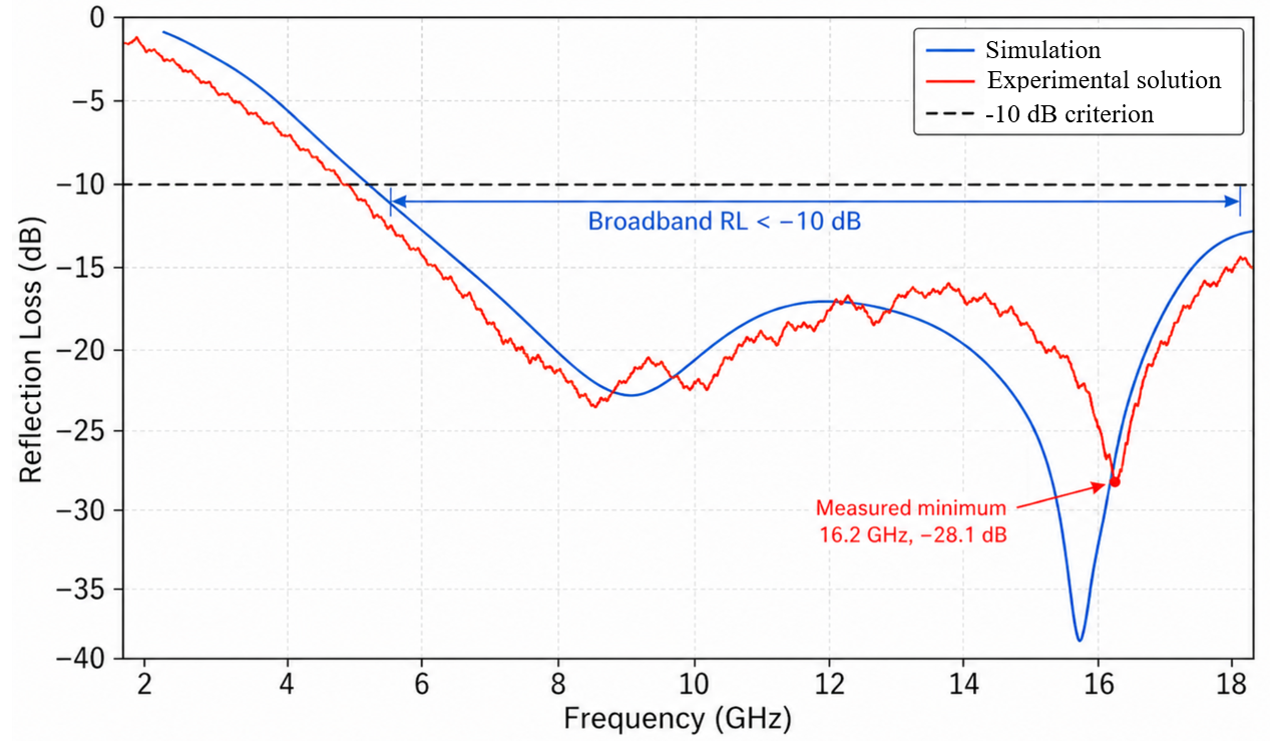 Simulation
Experimental solution
-10 dB criterion
Broadband RL < −10 dB
Measured minimum
16.2 GHz, −28.1 dB
Reflection Loss (dB)
0
−5
−10
−15
−20
−25
−30
−35
−40
2 4 6 8 10 12 14 16 18
Frequency (GHz)